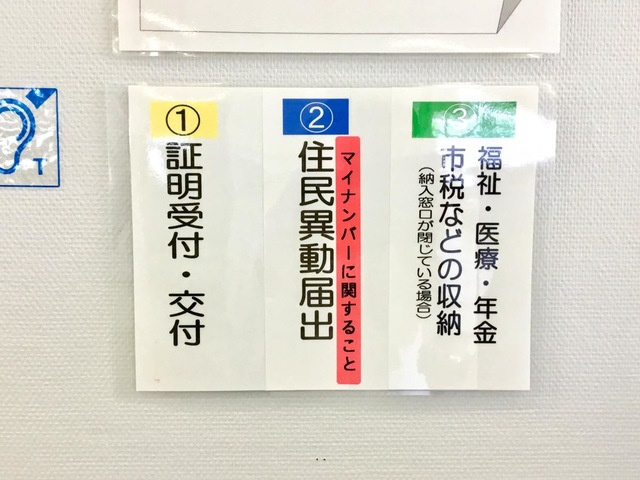 ①
証明受付・交付
②
マイナンバーに関すること
住民異動届出
③
福祉・医療・年金
市税などの収納
(納入窓口が閉じている場合)
T